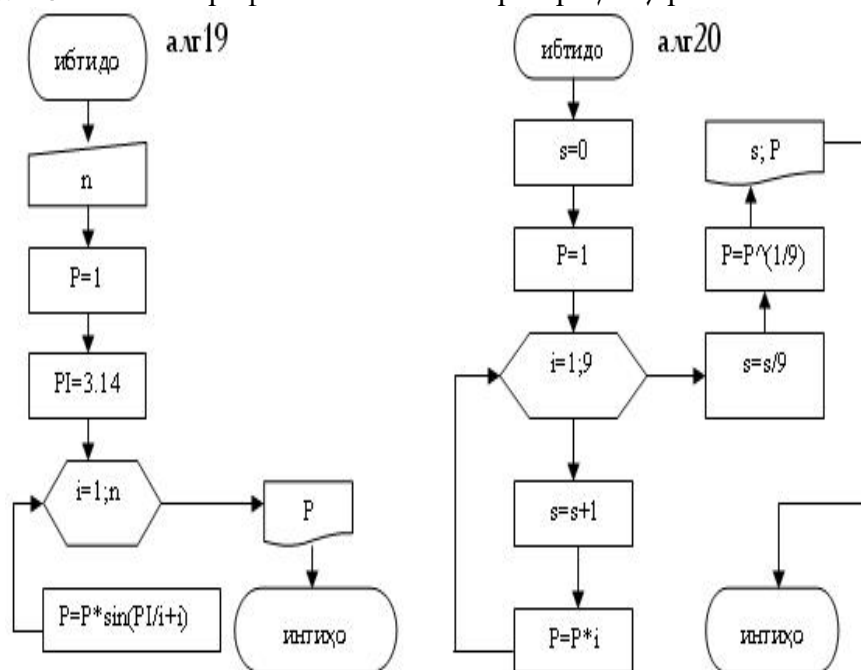 алг19
ибтидо
n
P=1
PI=3.14
i=1;n
P
P=P*sin(PI/i+i)
интиҳо
алг20
ибтидо
s=0
P=1
i=1;9
s=s+1
P=P*i
s=s/9
P=P^(1/9)
s; P
интиҳо